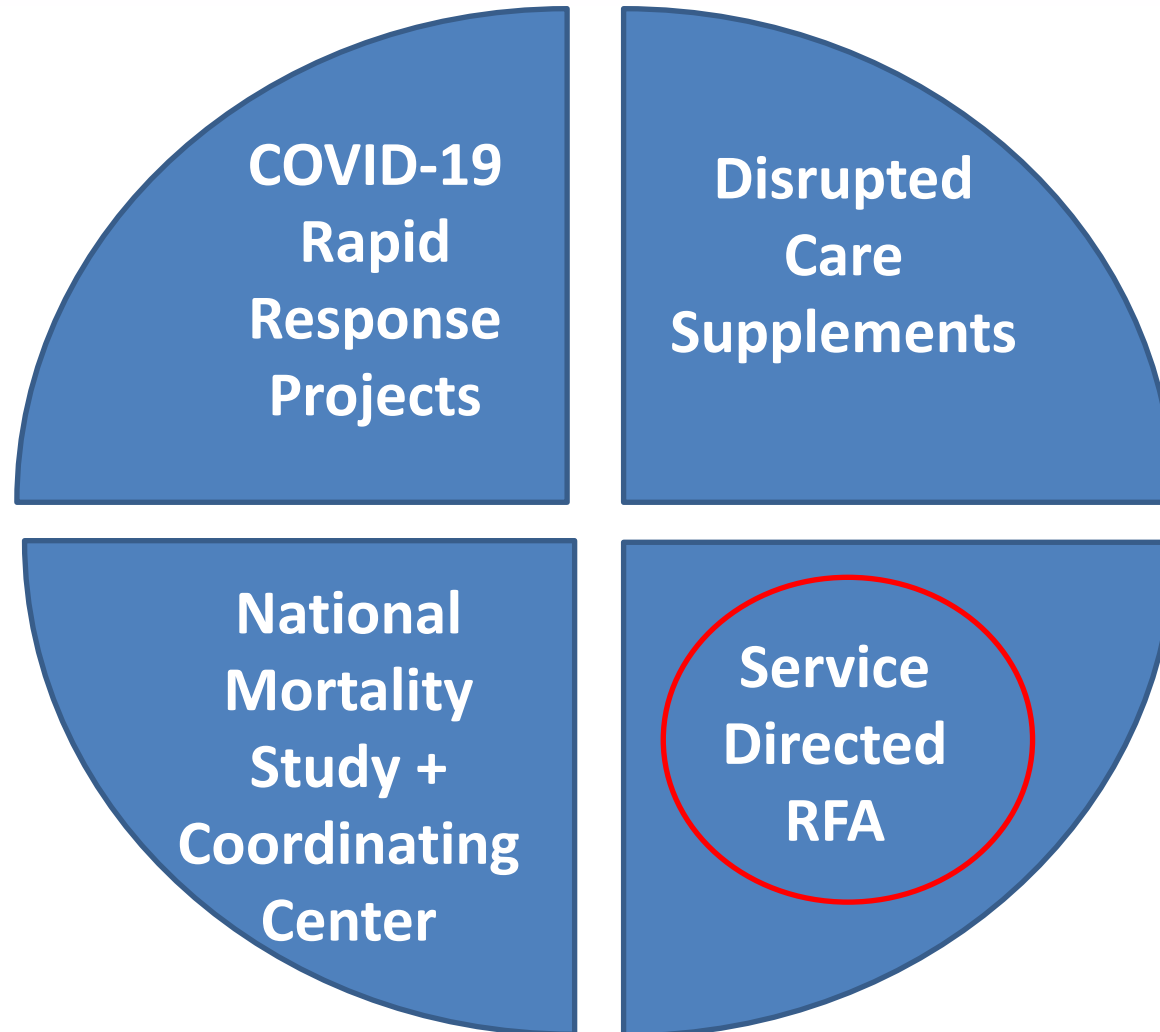 COVID-19
Rapid
Response
Projects
Disrupted
Care
Supplements
National
Mortality
Study +
Coordinating
Center
Service
Directed
RFA